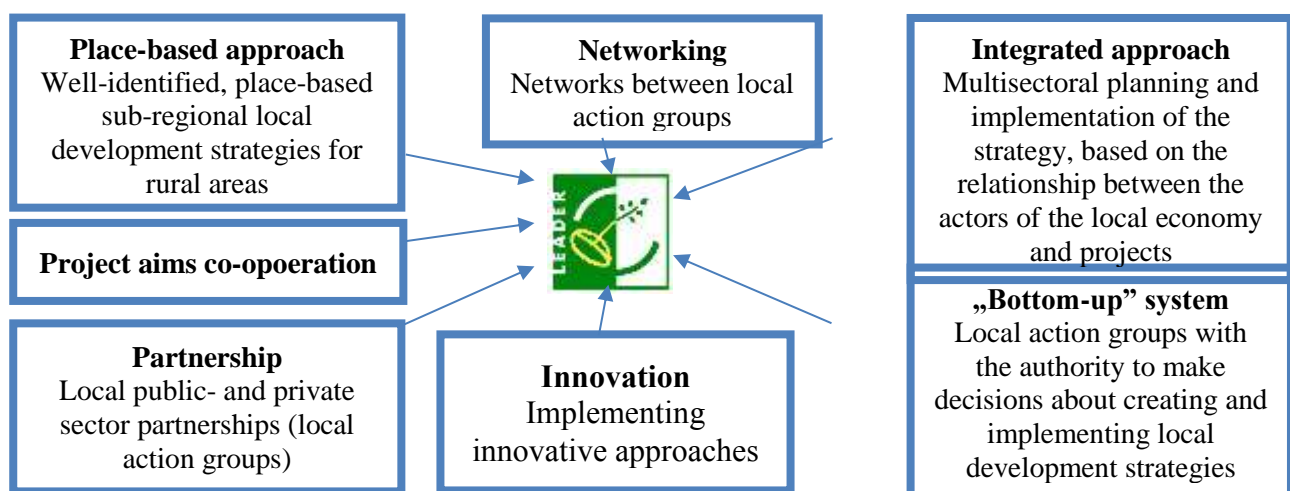 Place-based approach
Well-identified, place-based
sub-regional local
development strategies for
rural areas
Networking
Networks between local
action groups
Integrated approach
Multisectoral planning and
implementation of the
strategy, based on the
relationship between the
actors of the local economy
and projects
Project aims co-opoeration
LEADER
Partnership
Local public- and private
sector partnerships (local
action groups)
Innovation
Implementing
innovative approaches
„Bottom-up” system
Local action groups with
the authority to make
decisions about creating and
implementing local
development strategies